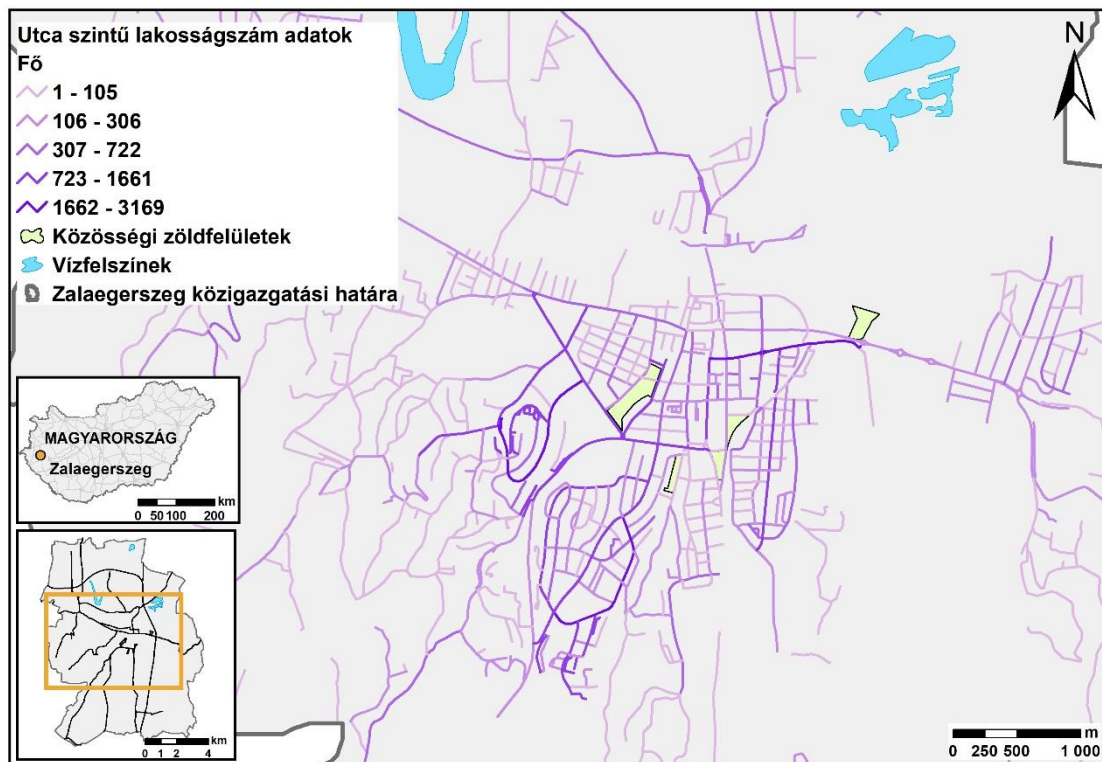 Utca szintű lakosságszám adatok
Fő
1 - 105
106 - 306
307 - 722
723 - 1661
1662 - 3169
Közösségi zöldfelületek
Vízfelszínek
Zalaegerszeg közigazgatási határa
N
MAGYARORSZÁG
Zalaegerszeg
km
0 50 100 200
km
0 1 2 4
m
0 250 500 1 000